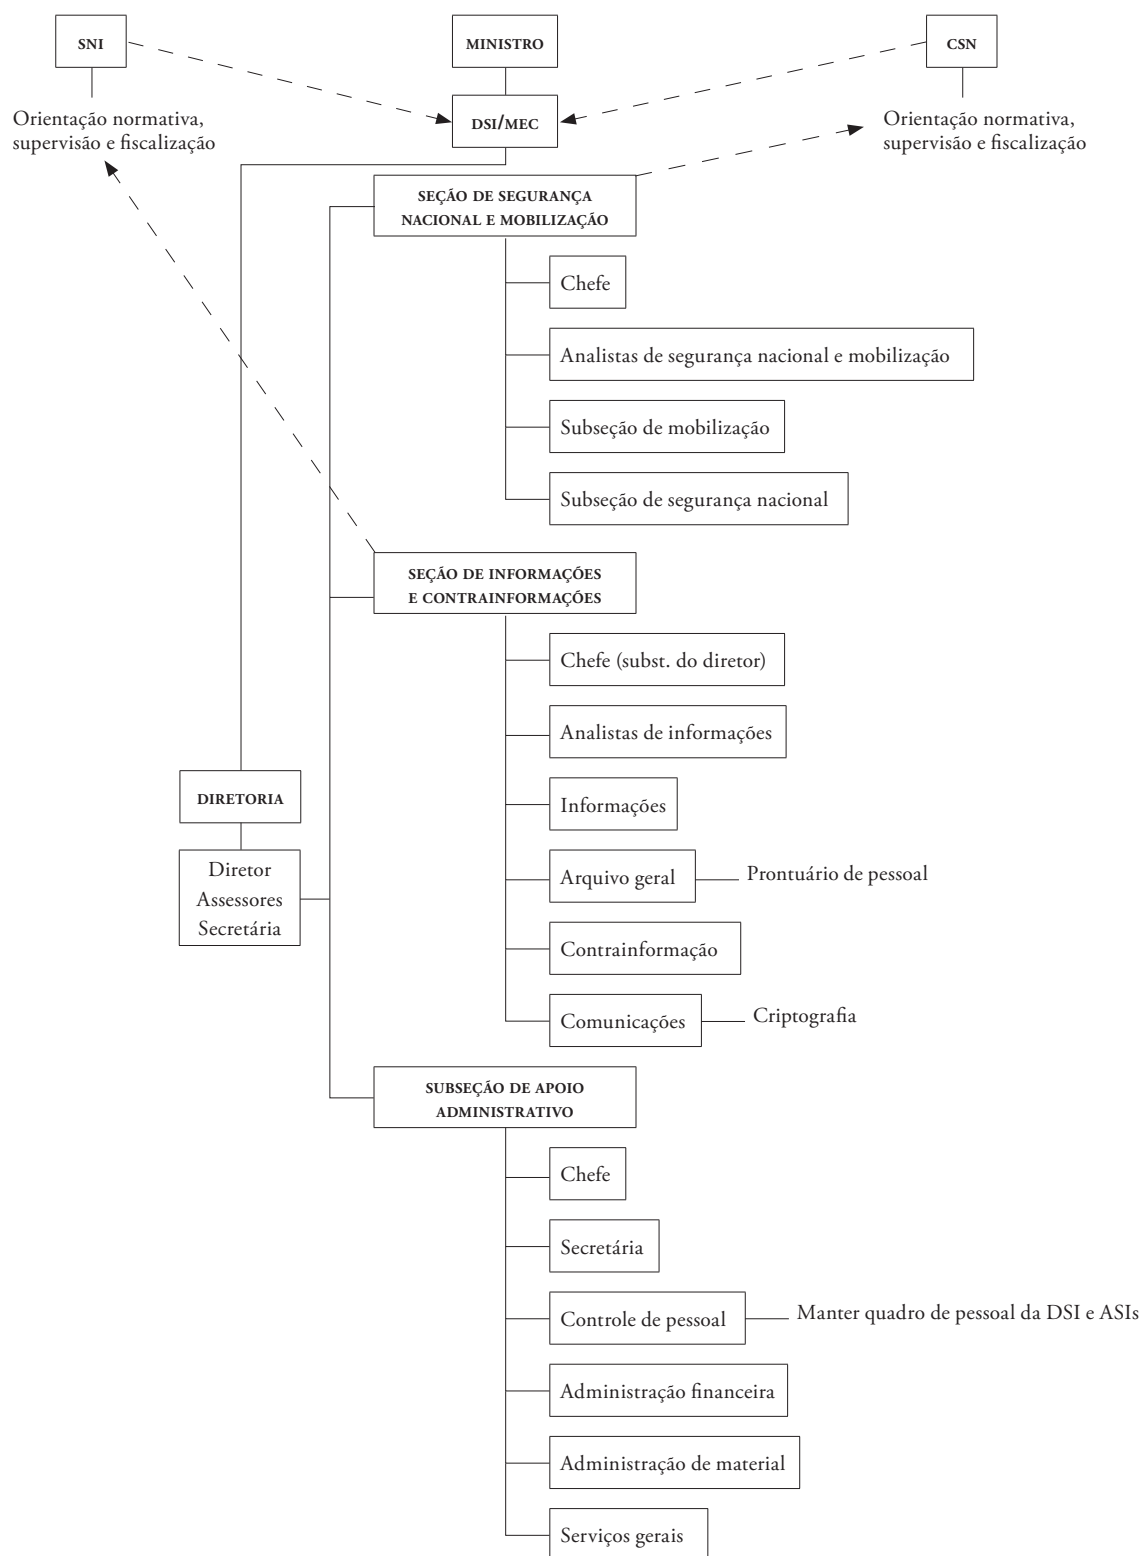 SNI
MINISTRO
CSN
DSI/MEC
Orientação normativa,
supervisão e fiscalização
Orientação normativa,
supervisão e fiscalização
SEÇÃO DE SEGURANÇA
NACIONAL E MOBILIZAÇÃO
Chefe
Analistas de segurança nacional e mobilização
Subseção de mobilização
Subseção de segurança nacional
SEÇÃO DE INFORMAÇÕES
E CONTRAINFORMAÇÕES
Chefe (subst. do diretor)
Analistas de informações
Informações
Arquivo geral
Prontuário de pessoal
Contrainformação
Comunicações
Criptografia
DIRETORIA
Diretor
Assessores
Secretária
SUBSEÇÃO DE APOIO
ADMINISTRATIVO
Chefe
Secretária
Controle de pessoal
Manter quadro de pessoal da DSI e ASIs
Administração financeira
Administração de material
Serviços gerais